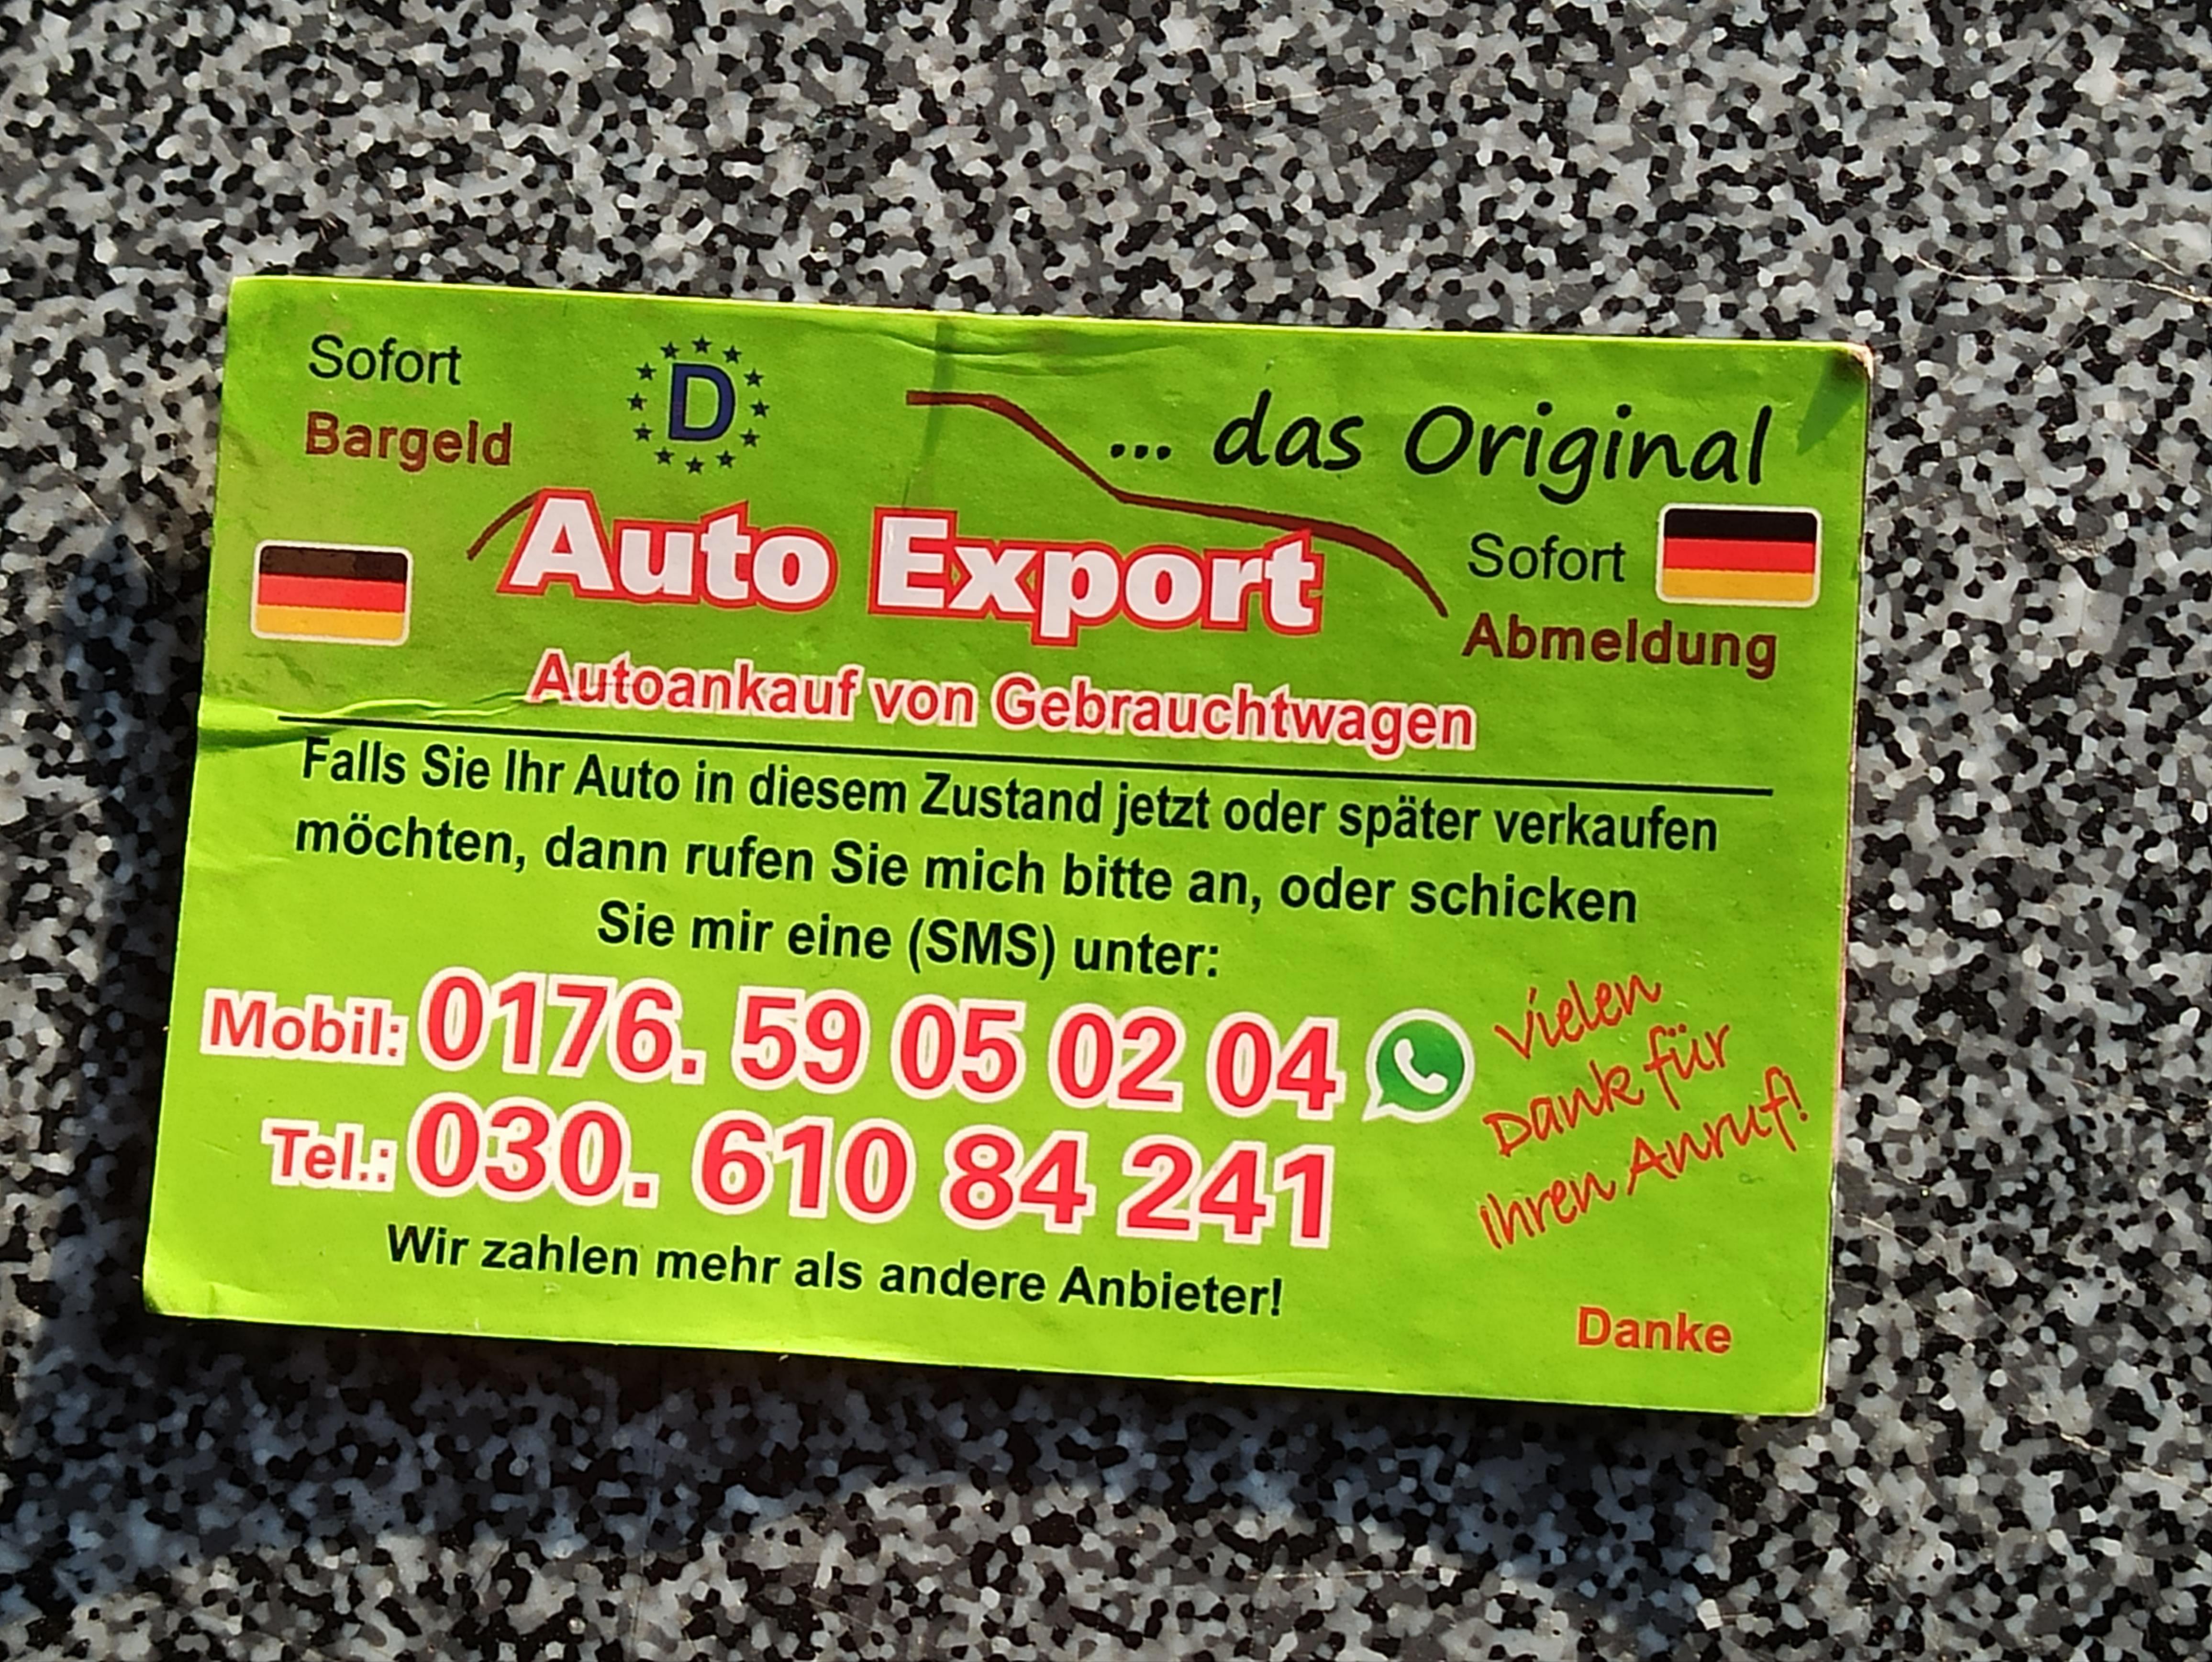 Sofort
Bargeld
D
... das Original
Auto Export
Sofort
Abmeldung
Autoankauf von Gebrauchtwagen
Falls Sie Ihr Auto in diesem Zustand jetzt oder später verkaufen
möchten, dann rufen Sie mich bitte an, oder schicken
Sie mir eine (SMS) unter:
Mobil: 0176. 59 05 02 04
Tel.: 030. 610 84 241
Vielen
Dank für
Ihren Anruf!
Wir zahlen mehr als andere Anbieter!
Danke